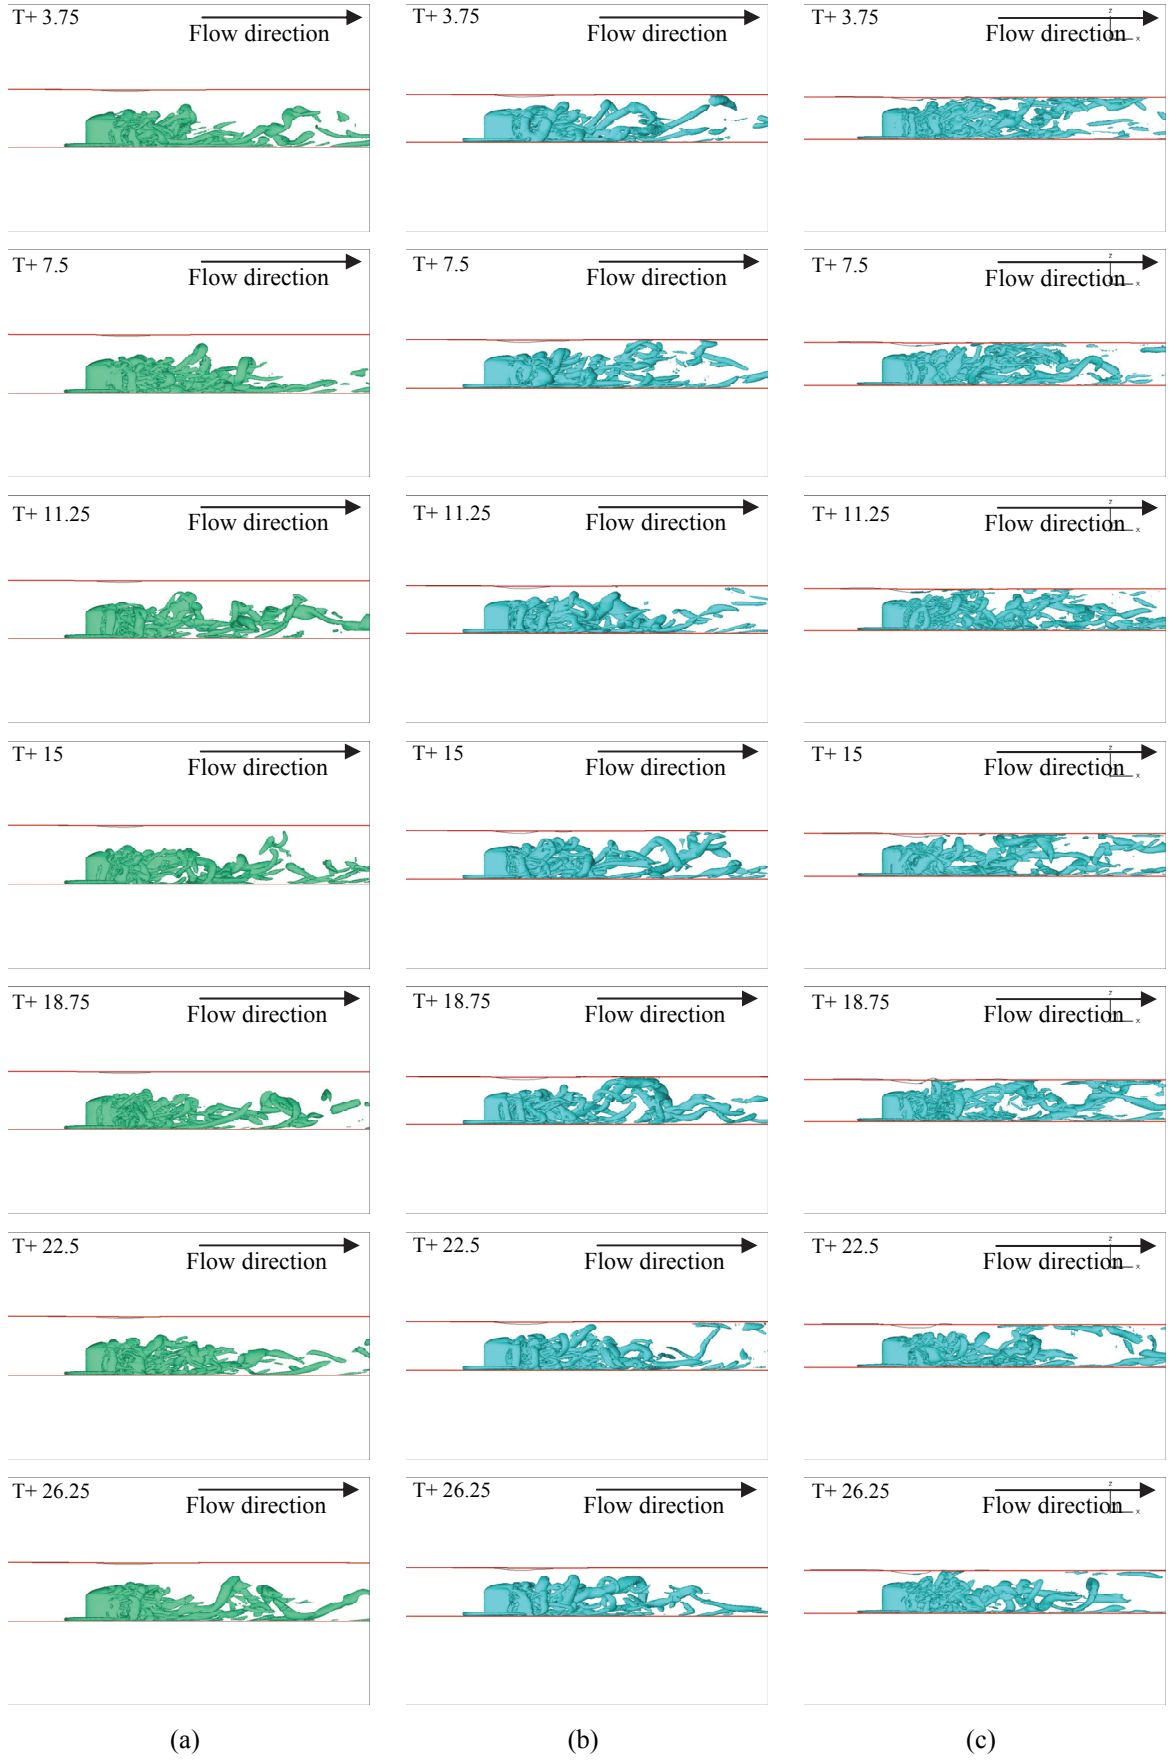 T+ 3.75
Flow direction
T+ 3.75
Flow direction
T+ 3.75
Flow direction
z
x
T+ 7.5
Flow direction
T+ 7.5
Flow direction
T+ 7.5
Flow direction
z
x
T+ 11.25
Flow direction
T+ 11.25
Flow direction
T+ 11.25
Flow direction
z
x
T+ 15
Flow direction
T+ 15
Flow direction
T+ 15
Flow direction
z
x
T+ 18.75
Flow direction
T+ 18.75
Flow direction
T+ 18.75
Flow direction
z
x
T+ 22.5
Flow direction
T+ 22.5
Flow direction
T+ 22.5
Flow direction
z
x
T+ 26.25
Flow direction
T+ 26.25
Flow direction
T+ 26.25
Flow direction
z
x
(a)
(b)
(c)